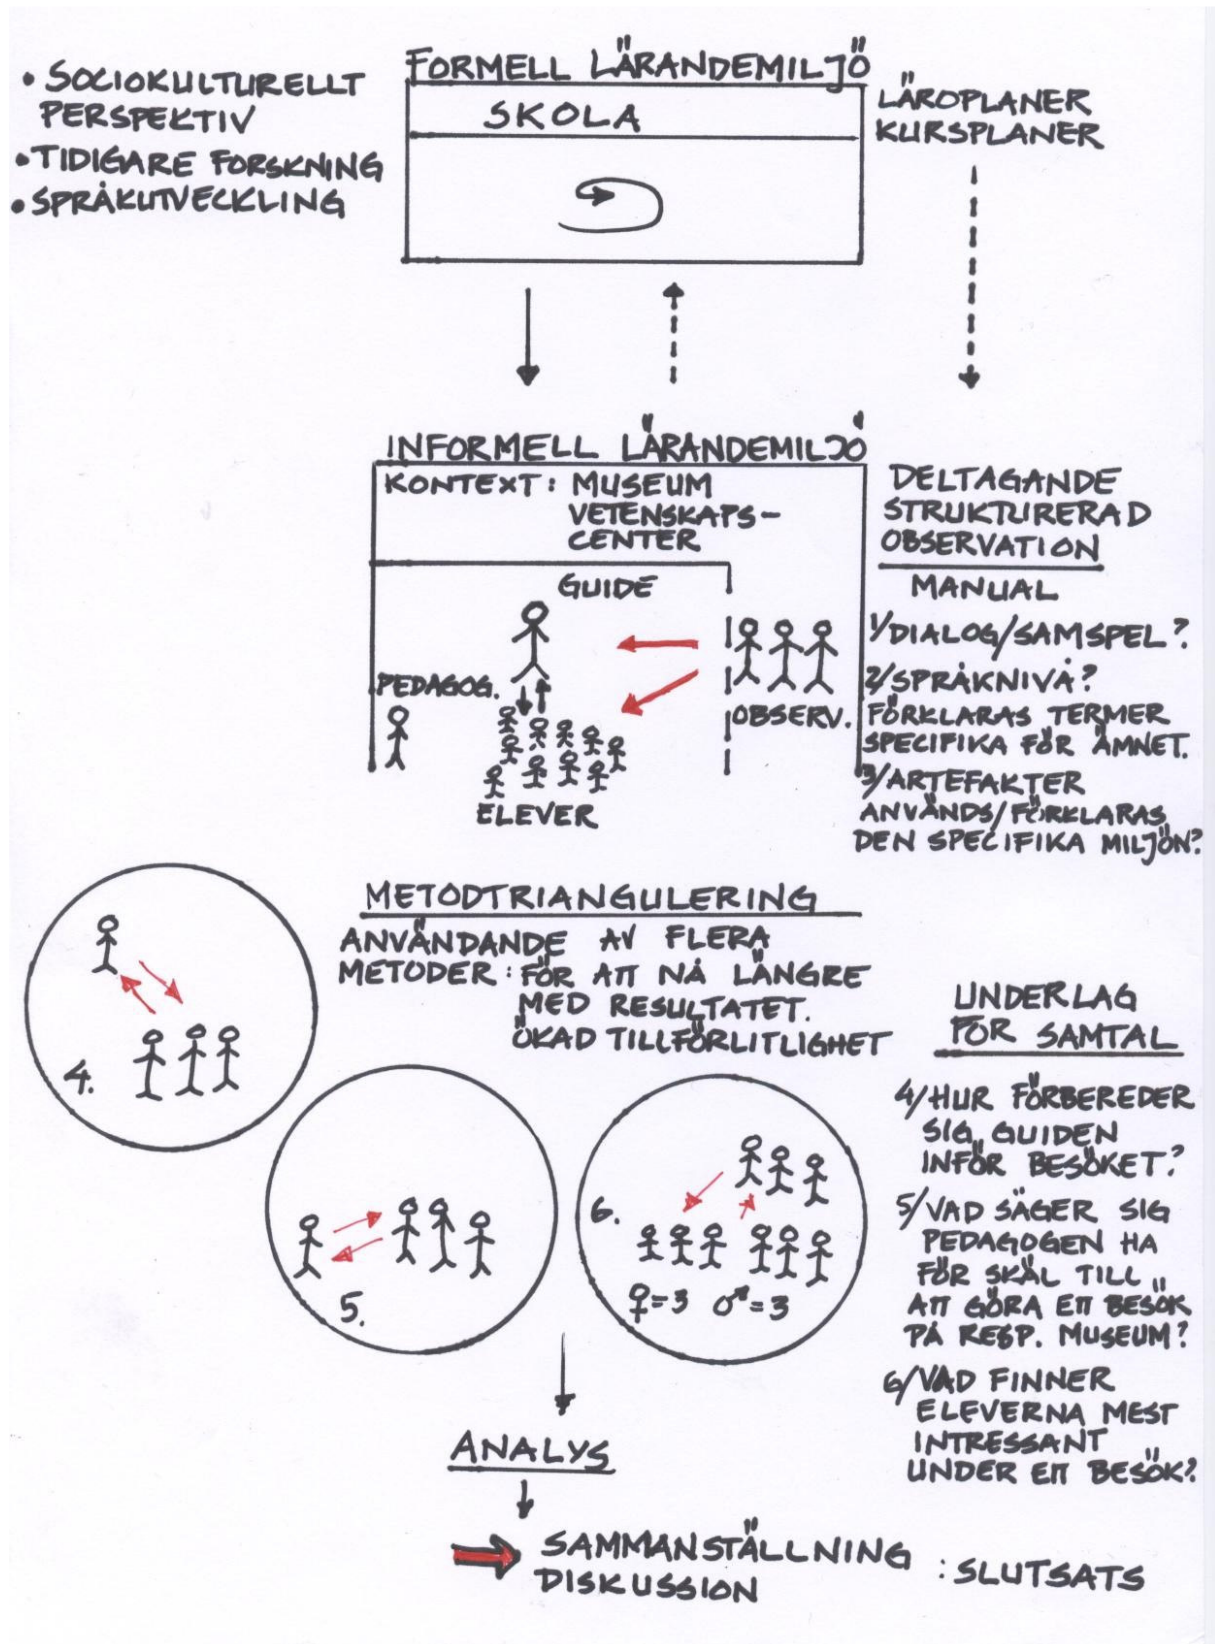 • SOCIOKULTURELLT
PERSPEKTIV
• TIDIGARE FORSKNING
• SPRÅKUTVECKLING
FORMELL LÄRANDEMILJÖ
SKOLA
LÄROPLANER
KURSPLANER
INFORMELL LÄRANDEMILJÖ
KONTEXT: MUSEUM
VETENSKAPS-
CENTER
GUIDE
PEDAGOG.
OBSERV.
ELEVER
DELTAGANDE
STRUKTURERAD
OBSERVATION
MANUAL
1/DIALOG/SAMSPEL?
2/SPRÅKNIVÅ?
FÖRKLARAS TERMER
SPECIFIKA FÖR ÄMNET.
3/ARTEFAKTER
ANVÄNDS/FÖRKLARAS
DEN SPECIFIKA MILJÖN?
METODTRIANGULERING
ANVÄNDANDE AV FLERA
METODER: FÖR ATT NÅ LÄNGRE
MED RESULTATET.
ÖKAD TILLFÖRLITLIGHET
4.
5.
6.
♀=3 ♂=3
UNDERLAG
FÖR SAMTAL
4/HUR FÖRBEREDER
SIG GUIDEN
INFÖR BESÖKET?
5/VAD SÄGER SIG
PEDAGOGEN HA
FÖR SKÄL TILL
ATT GÖRA ETT BESÖK
PÅ RESP. MUSEUM?
6/VAD FINNER
ELEVERNA MEST
INTRESSANT
UNDER ETT BESÖK?
ANALYS
SAMMANSTÄLLNING
DISKUSSION
: SLUTSATS